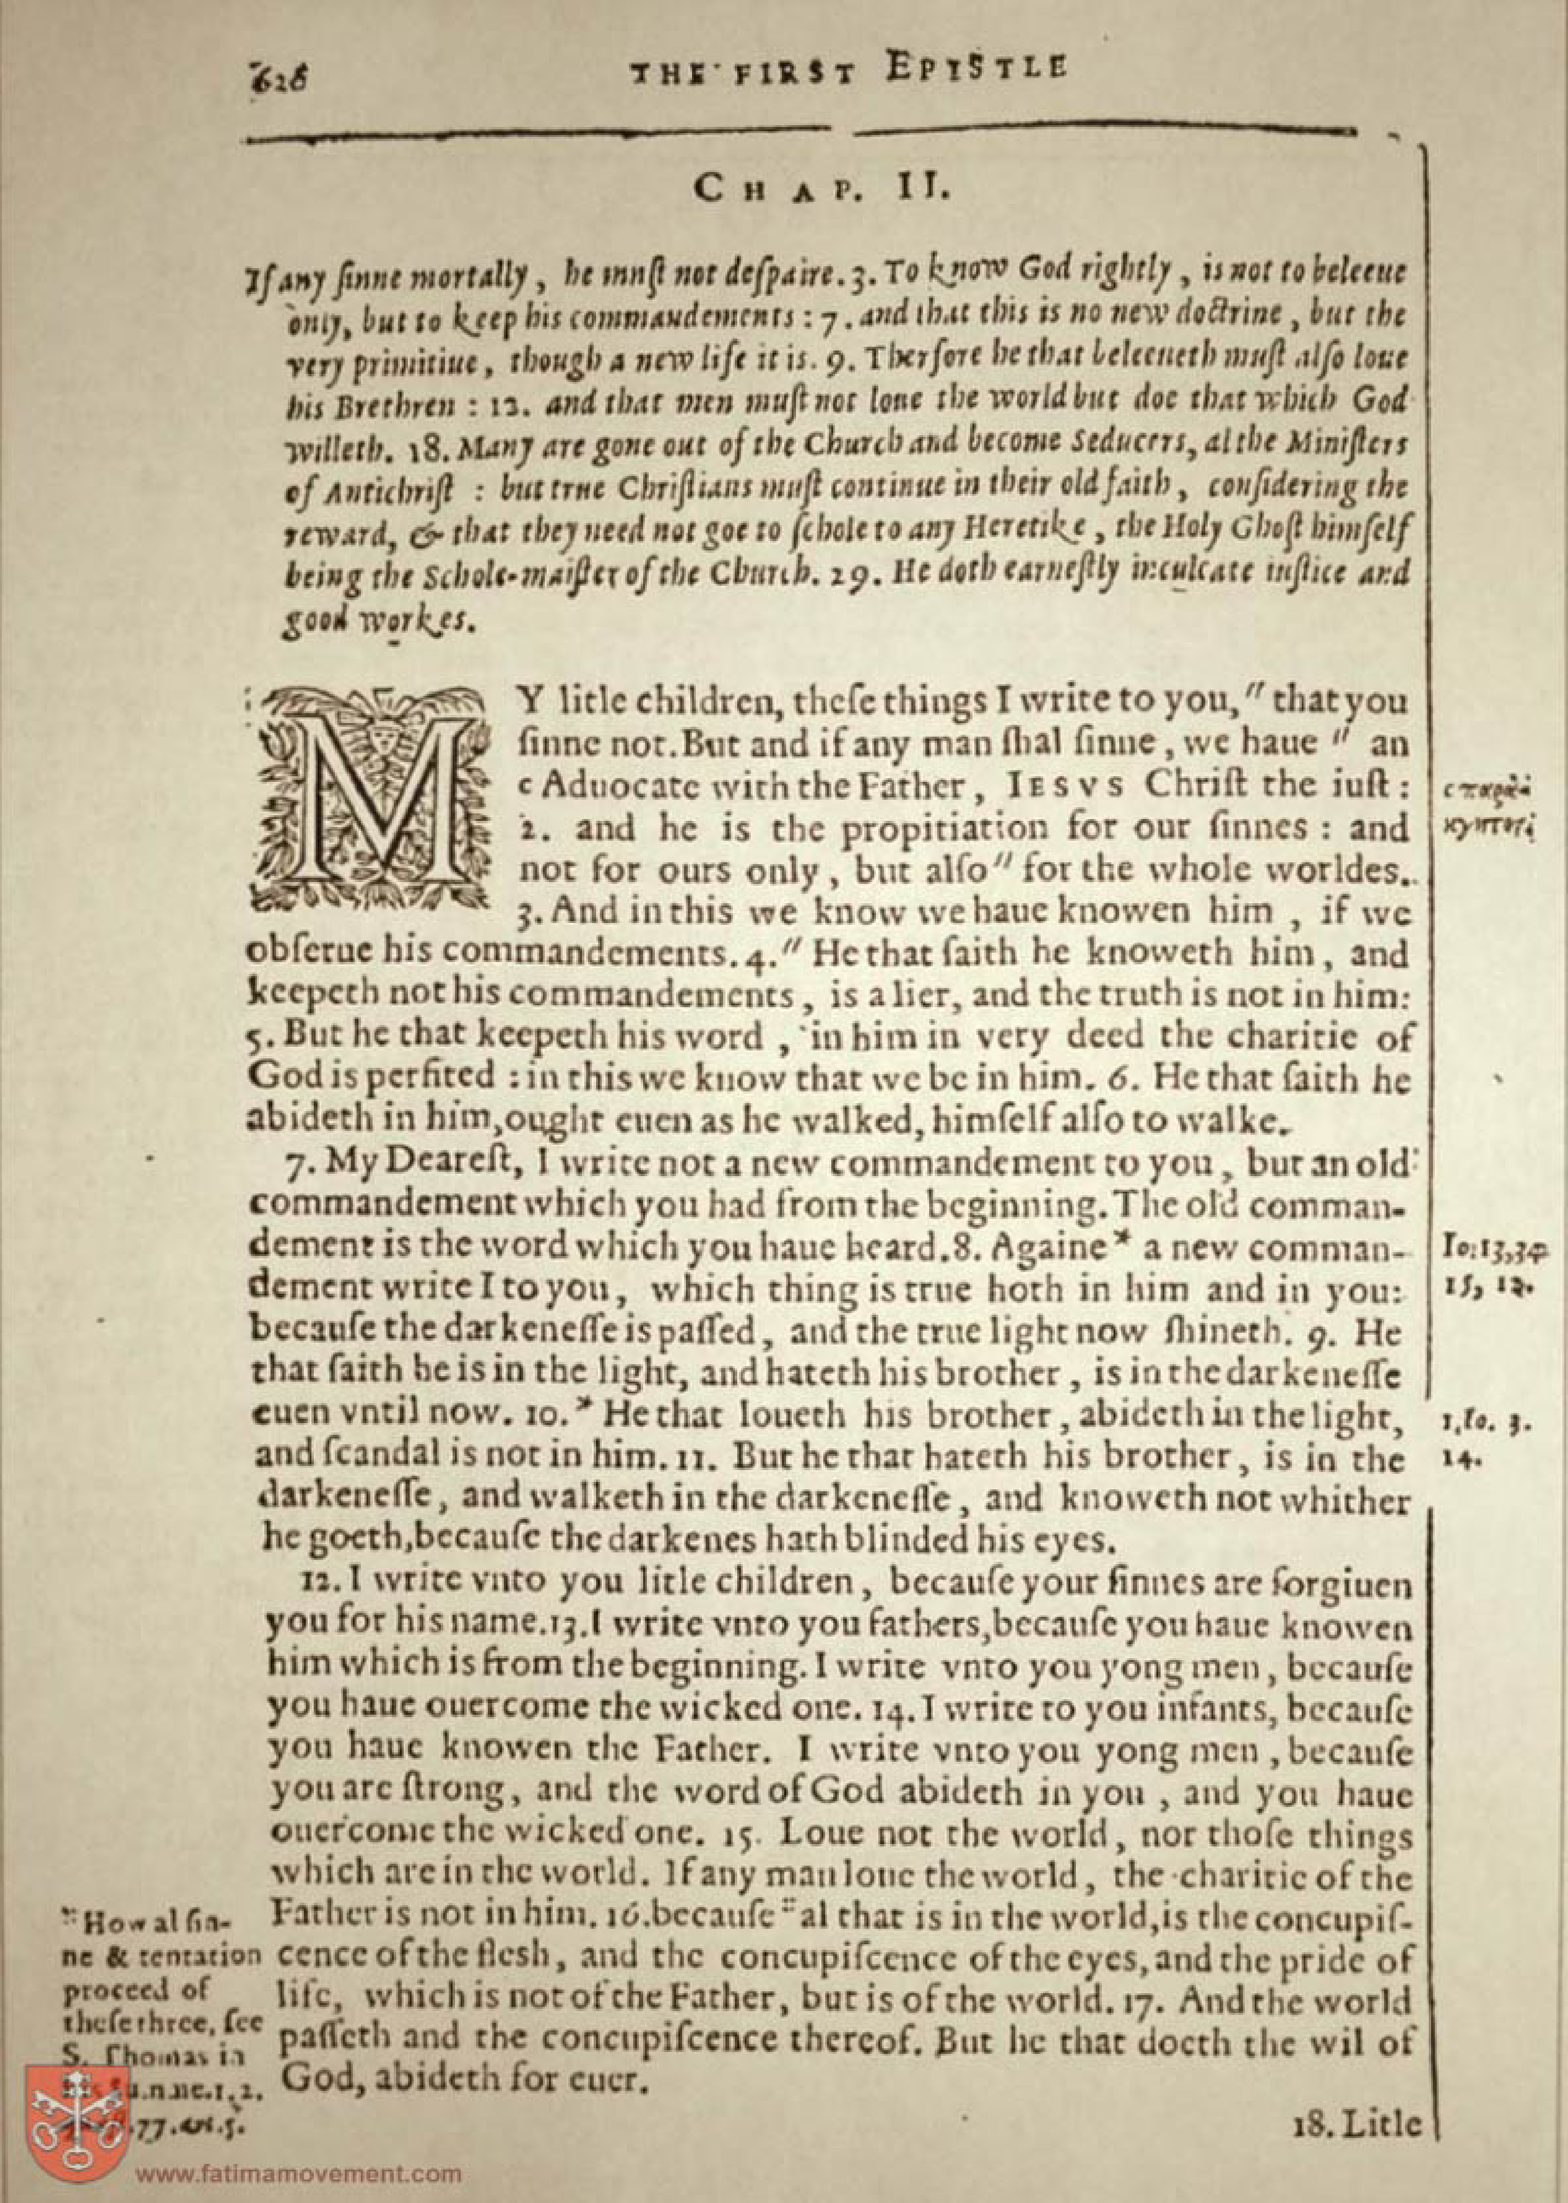 628
THE FIRST EPISTLE
CHAP. II.
If any ſinne mortally, he mnſt not deſpaire. 3. To know God rightly, is not to beleeue
only, but to keep his commaudements: 7. and that this is no new doctrine, but the
very primitiue, though a new life it is. 9. Therfore he that beleeueth muſt alſo loue
his Brethren: 12. and that men muſt not loue the world but doe that which God
willeth. 18. Many are gone out of the Church and become Seducers, al the Miniſters
of Antichriſt: but true Chriſtians muſt continue in their old faith, conſidering the
reward, & that they need not goe to ſchole to any Heretike, the Holy Ghoſt himſelf
being the Schole-maiſter of the Church. 29. He doth earneſtly inculcate iuſtice and
good workes.
MY litle children, theſe things I write to you, " that you
ſinne not. But and if any man ſhal ſinne, we haue " an
c Aduocate with the Father, IESVS Chriſt the iuſt:
2. and he is the propitiation for our ſinnes: and
not for ours only, but alſo " for the whole worldes.
3. And in this we know we haue knowen him, if we
obſerue his commandements. 4. " He that ſaith he knoweth him, and
keepeth not his commandements, is a lier, and the truth is not in him:
5. But he that keepeth his word, in him in very deed the charitie of
God is perfited: in this we know that we be in him. 6. He that ſaith he
abideth in him, ought euen as he walked, himſelf alſo to walke.
7. My Deareſt, I write not a new commandement to you, but an old
commandement which you had from the beginning. The old comman-
dement is the word which you haue heard. 8. Againe * a new comman-
dement write I to you, which thing is true hoth in him and in you:
becauſe the darkeneſſe is paſſed, and the true light now ſhineth. 9. He
that ſaith he is in the light, and hateth his brother, is in the darkeneſſe
euen vntil now. 10. * He that loueth his brother, abideth in the light,
and ſcandal is not in him. 11. But he that hateth his brother, is in the
darkeneſſe, and walketh in the darkeneſſe, and knoweth not whither
he goeth, becauſe the darkenes hath blinded his eyes.
12. I write vnto you litle children, becauſe your ſinnes are forgiuen
you for his name. 13. I write vnto you fathers, becauſe you haue knowen
him which is from the beginning. I write vnto you yong men, becauſe
you haue ouercome the wicked one. 14. I write to you infants, becauſe
you haue knowen the Father. I write vnto you yong men, becauſe
you are ſtrong, and the word of God abideth in you, and you haue
ouercome the wicked one. 15. Loue not the world, nor thoſe things
which are in the world. If any man loue the world, the charitie of the
Father is not in him. 16. becauſe :: al that is in the world, is the concupiſ-
cence of the fleſh, and the concupiſcence of the eyes, and the pride of
life, which is not of the Father, but is of the world. 17. And the world
paſſeth and the concupiſcence thereof. But he that doeth the wil of
God, abideth for euer.
18. Litle
Io. 13, 34
15, 12.
1. Io. 3.
14.
:: How al ſin-
ne & tentation
proceed of
theſe three, ſee
S. Thomas in
77. art. 5.
www.fatimamovement.com